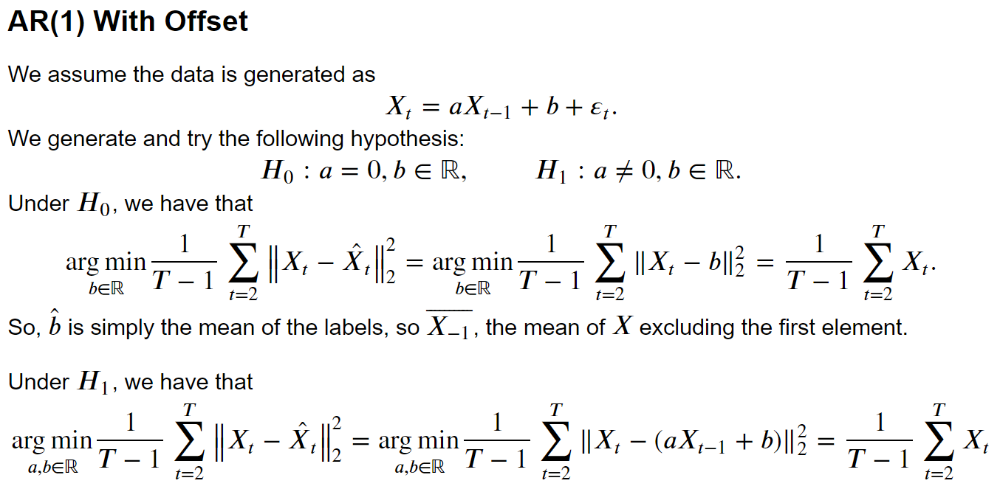 AR(1) With Offset
We assume the data is generated as
$X_t = aX_{t-1} + b + \varepsilon_t.$
We generate and try the following hypothesis:
$H_0 : a = 0, b \in \mathbb{R}, \qquad H_1 : a \neq 0, b \in \mathbb{R}.$
Under $H_0$, we have that
$\underset{b \in \mathbb{R}}{\arg\min} \frac{1}{T-1} \sum_{t=2}^{T} \left\| X_t - \hat{X}_t \right\|_2^2 = \underset{b \in \mathbb{R}}{\arg\min} \frac{1}{T-1} \sum_{t=2}^{T} \| X_t - b \|_2^2 = \frac{1}{T-1} \sum_{t=2}^{T} X_t.$
So, $\hat{b}$ is simply the mean of the labels, so $\overline{X_{-1}}$, the mean of $X$ excluding the first element.
Under $H_1$, we have that
$\underset{a,b \in \mathbb{R}}{\arg\min} \frac{1}{T-1} \sum_{t=2}^{T} \left\| X_t - \hat{X}_t \right\|_2^2 = \underset{a,b \in \mathbb{R}}{\arg\min} \frac{1}{T-1} \sum_{t=2}^{T} \| X_t - (aX_{t-1} + b) \|_2^2 = \frac{1}{T-1} \sum_{t=2}^{T} X_t$